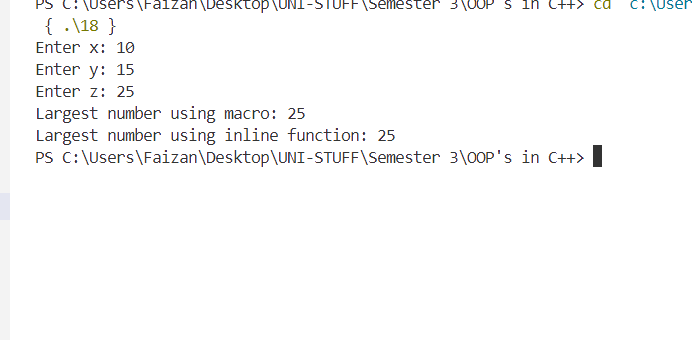 PS C:\Users\Faizan\Desktop\UNI-STUFF\Semester 3\OOP's in C++> cd  c:\User
 { .\18 }
Enter x: 10
Enter y: 15
Enter z: 25
Largest number using macro: 25
Largest number using inline function: 25
PS C:\Users\Faizan\Desktop\UNI-STUFF\Semester 3\OOP's in C++>